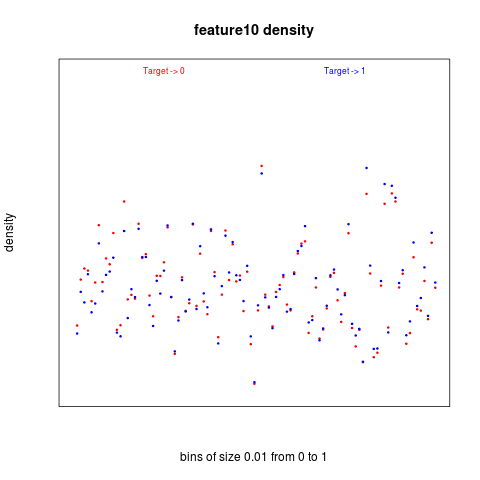 feature10 density
Target -> 0
Target -> 1
density
bins of size 0.01 from 0 to 1